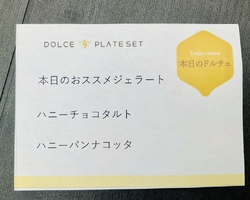 DOLCE PLATE SET
Today's dolce
本日のドルチェ
本日のおススメジェラート
ハニーチョコタルト
ハニーパンナコッタ